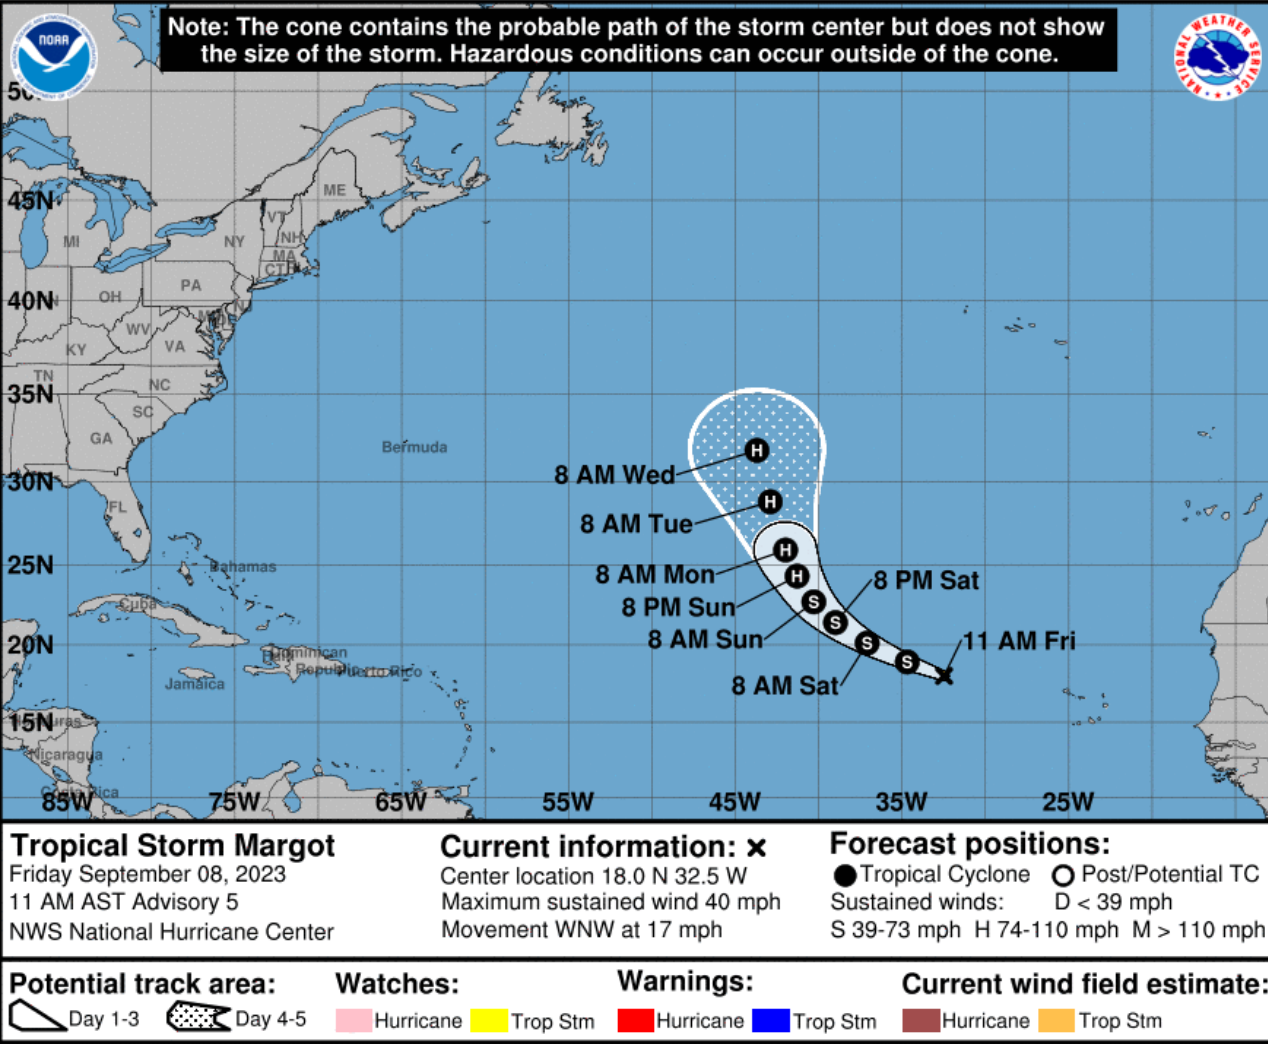 Note: The cone contains the probable path of the storm center but does not show
the size of the storm. Hazardous conditions can occur outside of the cone.
NOAA
NATIONAL WEATHER SERVICE
50
45N
40N
35N
30N
25N
20N
15N
ME
VT
NH
MI
NY
MA
CT
PA
OH
WV
KY
VA
TN
NC
SC
GA
FL
Bermuda
Bahamas
Cuba
Dominican
Republic
Puerto Rico
Jamaica
Honduras
Nicaragua
Costa Rica
8 AM Wed
H
8 AM Tue
H
8 AM Mon
H
8 PM Sun
H
8 AM Sun
S
8 PM Sat
S
8 AM Sat
S
S
11 AM Fri
85W
75W
65W
55W
45W
35W
25W
Tropical Storm Margot
Friday September 08, 2023
11 AM AST Advisory 5
NWS National Hurricane Center
Current information: x
Center location 18.0 N 32.5 W
Maximum sustained wind 40 mph
Movement WNW at 17 mph
Forecast positions:
Tropical Cyclone Post/Potential TC
Sustained winds: D < 39 mph
S 39-73 mph H 74-110 mph M > 110 mph
Potential track area:
Day 1-3 Day 4-5
Watches:
Hurricane Trop Stm
Warnings:
Hurricane Trop Stm
Current wind field estimate:
Hurricane Trop Stm